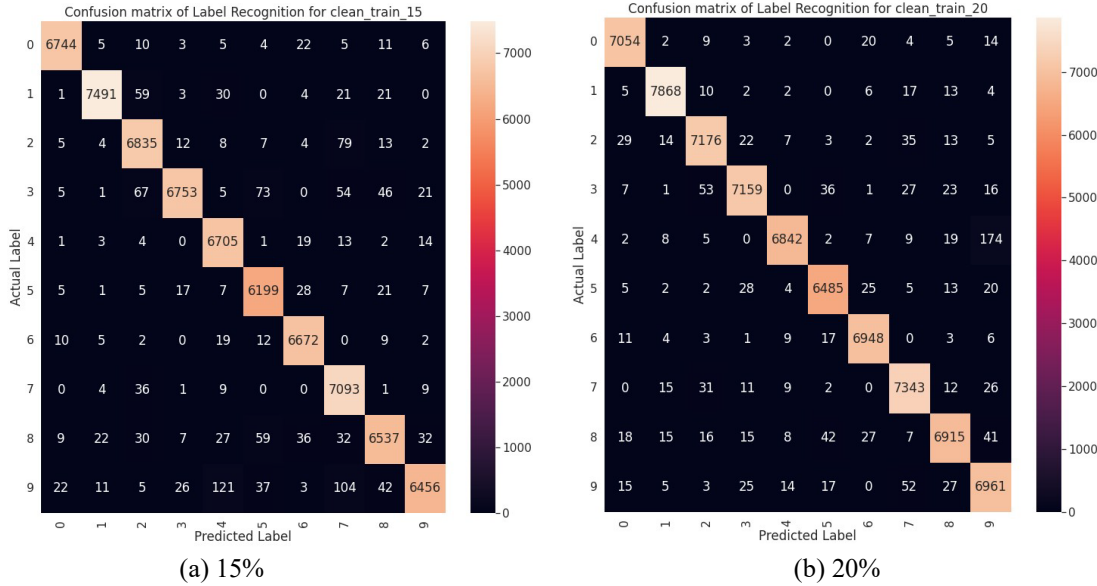 Confusion matrix of Label Recognition for clean_train_15
0 6744 5 10 3 5 4 22 5 11 6
1 1 7491 59 3 30 0 4 21 21 0
2 5 4 6835 12 8 7 4 79 13 2
3 5 1 67 6753 5 73 0 54 46 21
4 1 3 4 0 6705 1 19 13 2 14
5 5 1 5 17 7 6199 28 7 21 7
6 10 5 2 0 19 12 6672 0 9 2
7 0 4 36 1 9 0 0 7093 1 9
8 9 22 30 7 27 59 36 32 6537 32
9 22 11 5 26 121 37 3 104 42 6456
0 1 2 3 4 5 6 7 8 9
Predicted Label
Actual Label
7000
6000
5000
4000
3000
2000
1000
0
(a) 15%
Confusion matrix of Label Recognition for clean_train_20
0 7054 2 9 3 2 0 20 4 5 14
1 5 7868 10 2 2 0 6 17 13 4
2 29 14 7176 22 7 3 2 35 13 5
3 7 1 53 7159 0 36 1 27 23 16
4 2 8 5 0 6842 2 7 9 19 174
5 5 2 2 28 4 6485 25 5 13 20
6 11 4 3 1 9 17 6948 0 3 6
7 0 15 31 11 9 2 0 7343 12 26
8 18 15 16 15 8 42 27 7 6915 41
9 15 5 3 25 14 17 0 52 27 6961
0 1 2 3 4 5 6 7 8 9
Predicted Label
Actual Label
7000
6000
5000
4000
3000
2000
1000
0
(b) 20%